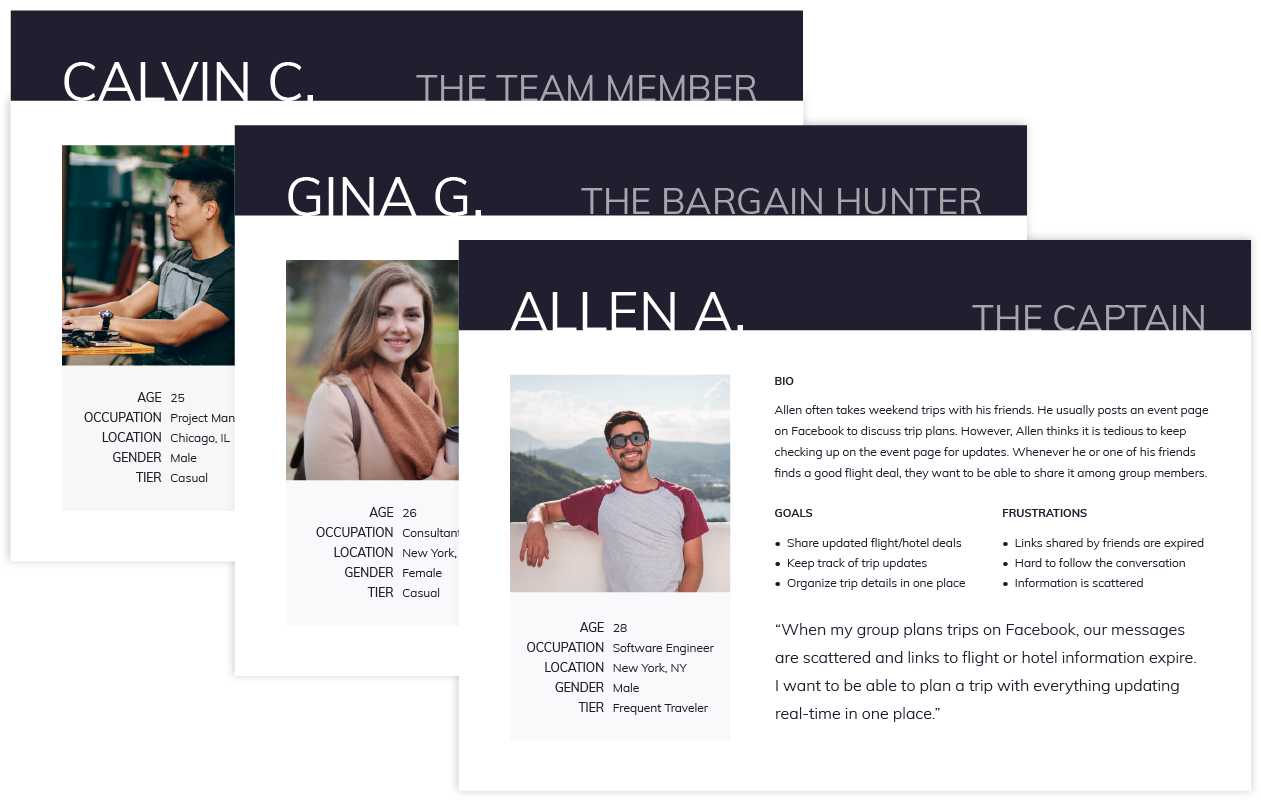 CALVIN C.
THE TEAM MEMBER
AGE 25
OCCUPATION Project Man
LOCATION Chicago, IL
GENDER Male
TIER Casual
GINA G.
THE BARGAIN HUNTER
AGE 26
OCCUPATION Consultant
LOCATION New York,
GENDER Female
TIER Casual
ALLEN A.
THE CAPTAIN
AGE 28
OCCUPATION Software Engineer
LOCATION New York, NY
GENDER Male
TIER Frequent Traveler
BIO
Allen often takes weekend trips with his friends. He usually posts an event page
on Facebook to discuss trip plans. However, Allen thinks it is tedious to keep
checking up on the event page for updates. Whenever he or one of his friends
finds a good flight deal, they want to be able to share it among group members.
GOALS
• Share updated flight/hotel deals
• Keep track of trip updates
• Organize trip details in one place
FRUSTRATIONS
• Links shared by friends are expired
• Hard to follow the conversation
• Information is scattered
“When my group plans trips on Facebook, our messages
are scattered and links to flight or hotel information expire.
I want to be able to plan a trip with everything updating
real-time in one place.”